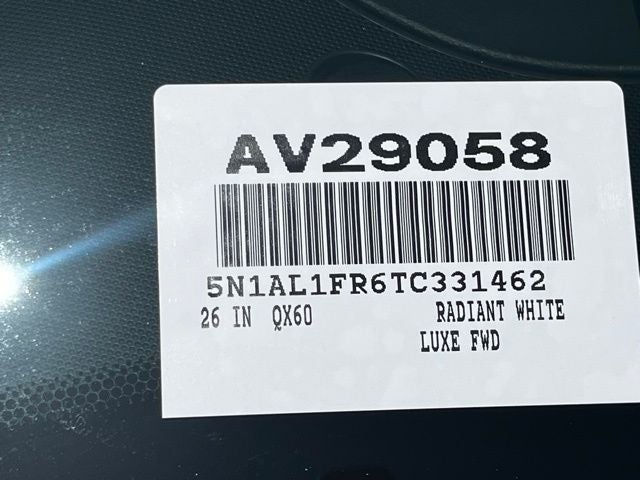 AV29058
5N1AL1FR6TC331462
26 IN QX60 RADIANT WHITE
LUXE FWD